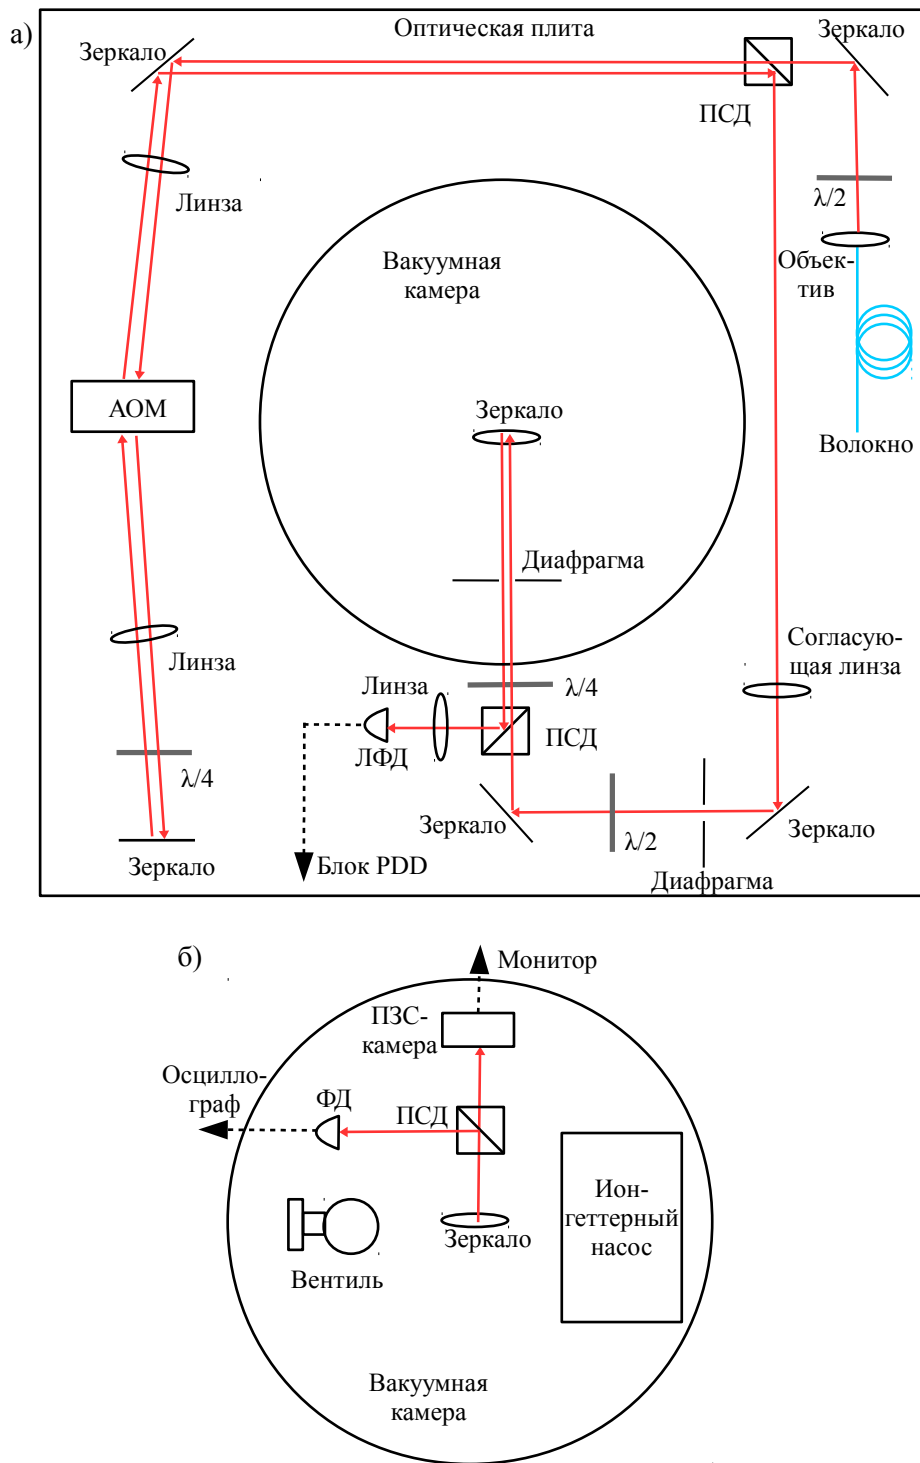 а)
Оптическая плита
Зеркало
Зеркало
ПСД
λ/2
Линза
Объек-
тив
Вакуумная
камера
АОМ
Зеркало
Волокно
Диафрагма
Линза
Согласую-
щая линза
λ/4
Линза
ПСД
ЛФД
λ/4
Зеркало
Зеркало
λ/2
Зеркало
Блок PDD
Диафрагма
б)
Монитор
ПЗС-
камера
Осцилло-
граф
ФД
ПСД
Ион-
геттерный
насос
Зеркало
Вентиль
Вакуумная
камера